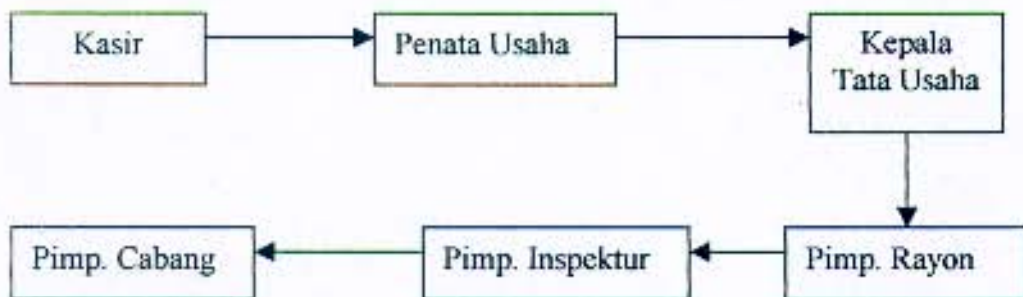 Kasir
Penata Usaha
Kepala
Tata Usaha
Pimp. Cabang
Pimp. Inspektur
Pimp. Rayon